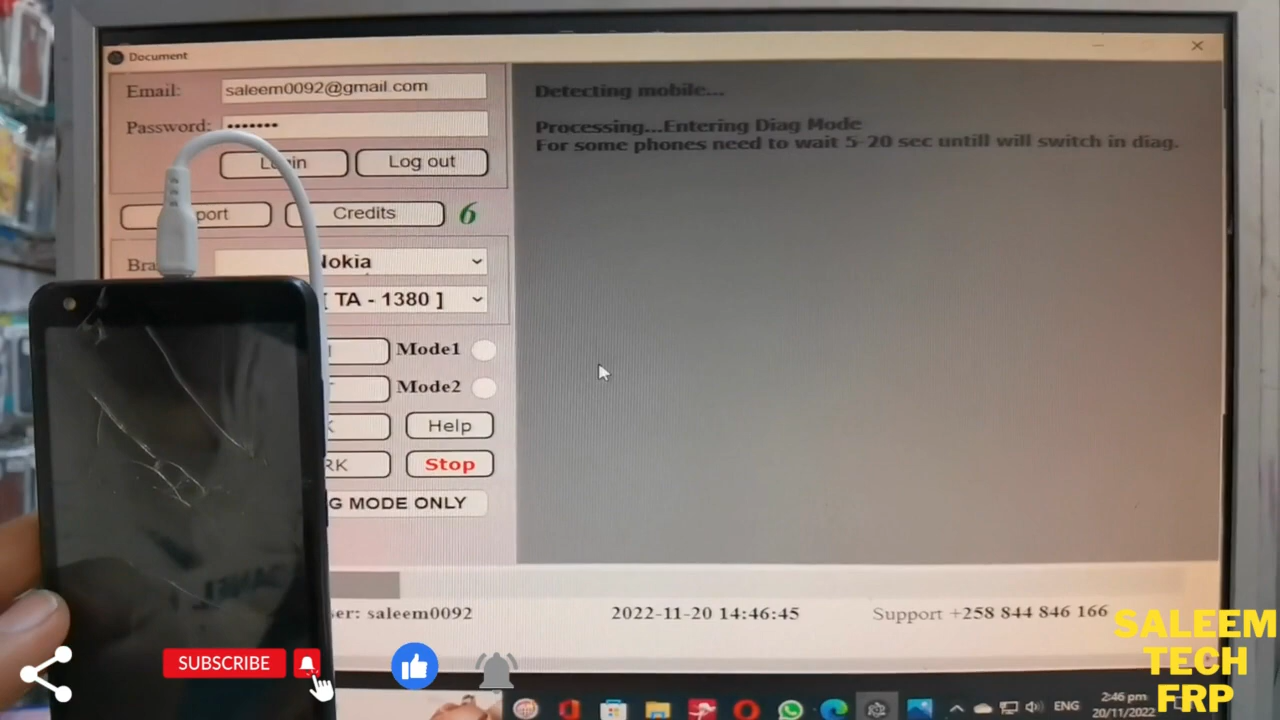 Document
Email: saleem0092@gmail.com
Password: •••••••
Log out
Credits 6
Nokia
[ TA - 1380 ]
Mode1
Mode2
Help
Stop
MODE ONLY
Detecting mobile...
Processing...Entering Diag Mode
For some phones need to wait 5-20 sec untill will switch in diag.
saleem0092
2022-11-20 14:46:45
Support +258 844 846 166
SALEEM
TECH
FRP
SUBSCRIBE
ENG
2:46 pm
20/11/2022